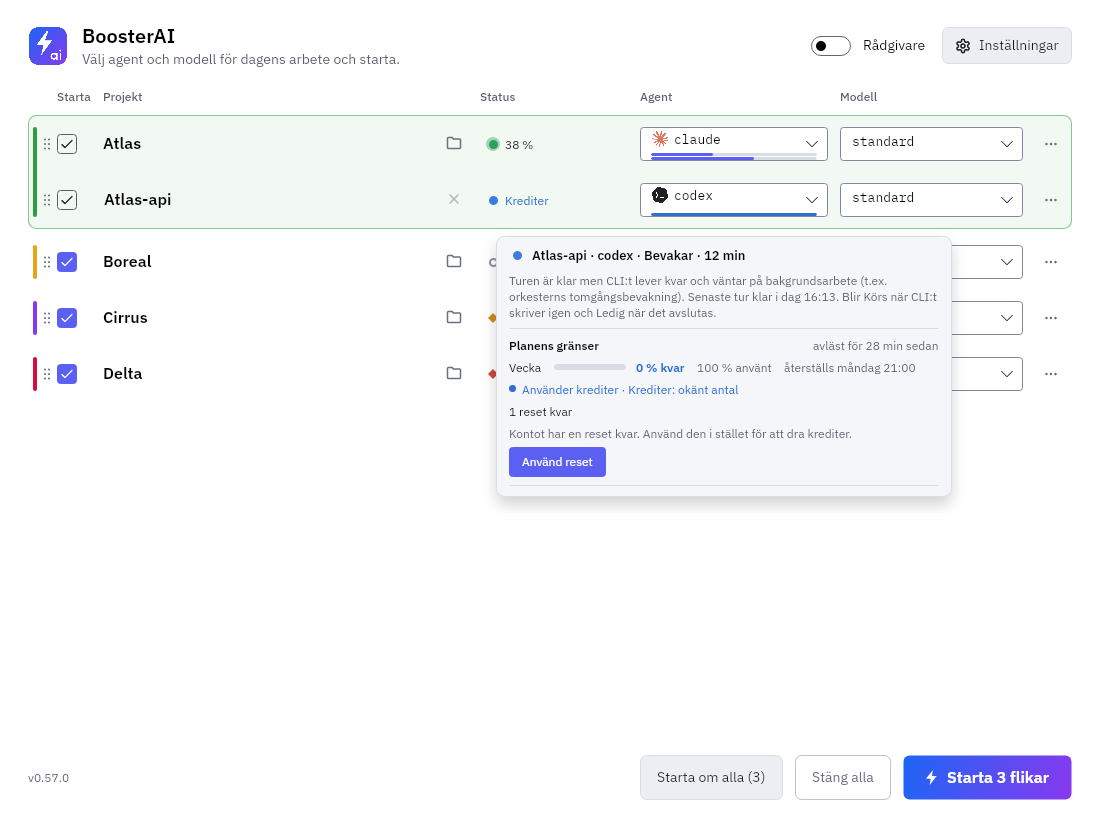 ai
BoosterAI
Välj agent och modell för dagens arbete och starta.
Rådgivare
Inställningar
Starta Projekt Status Agent Modell
Atlas 38 % claude standard
Atlas-api Krediter codex standard
Boreal
Cirrus
Delta
Atlas-api · codex · Bevakar · 12 min
Turen är klar men CLI:t lever kvar och väntar på bakgrundsarbete (t.ex.
orkesterns tomgångsbevakning). Senaste tur klar i dag 16:13. Blir Körs när CLI:t
skriver igen och Ledig när det avslutas.
Planens gränser avläst för 28 min sedan
Vecka 0 % kvar 100 % använt återställs måndag 21:00
Använder krediter · Krediter: okänt antal
1 reset kvar
Kontot har en reset kvar. Använd den i stället för att dra krediter.
Använd reset
v0.57.0
Starta om alla (3)
Stäng alla
Starta 3 flikar